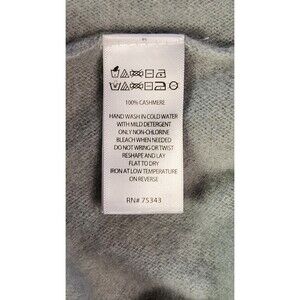 100% CASHMERE
HAND WASH IN COLD WATER
WITH MILD DETERGENT
ONLY NON-CHLORINE
BLEACH WHEN NEEDED
DO NOT WRING OR TWIST
RESHAPE AND LAY
FLAT TO DRY
IRON AT LOW TEMPERATURE
ON REVERSE
RN# 75343